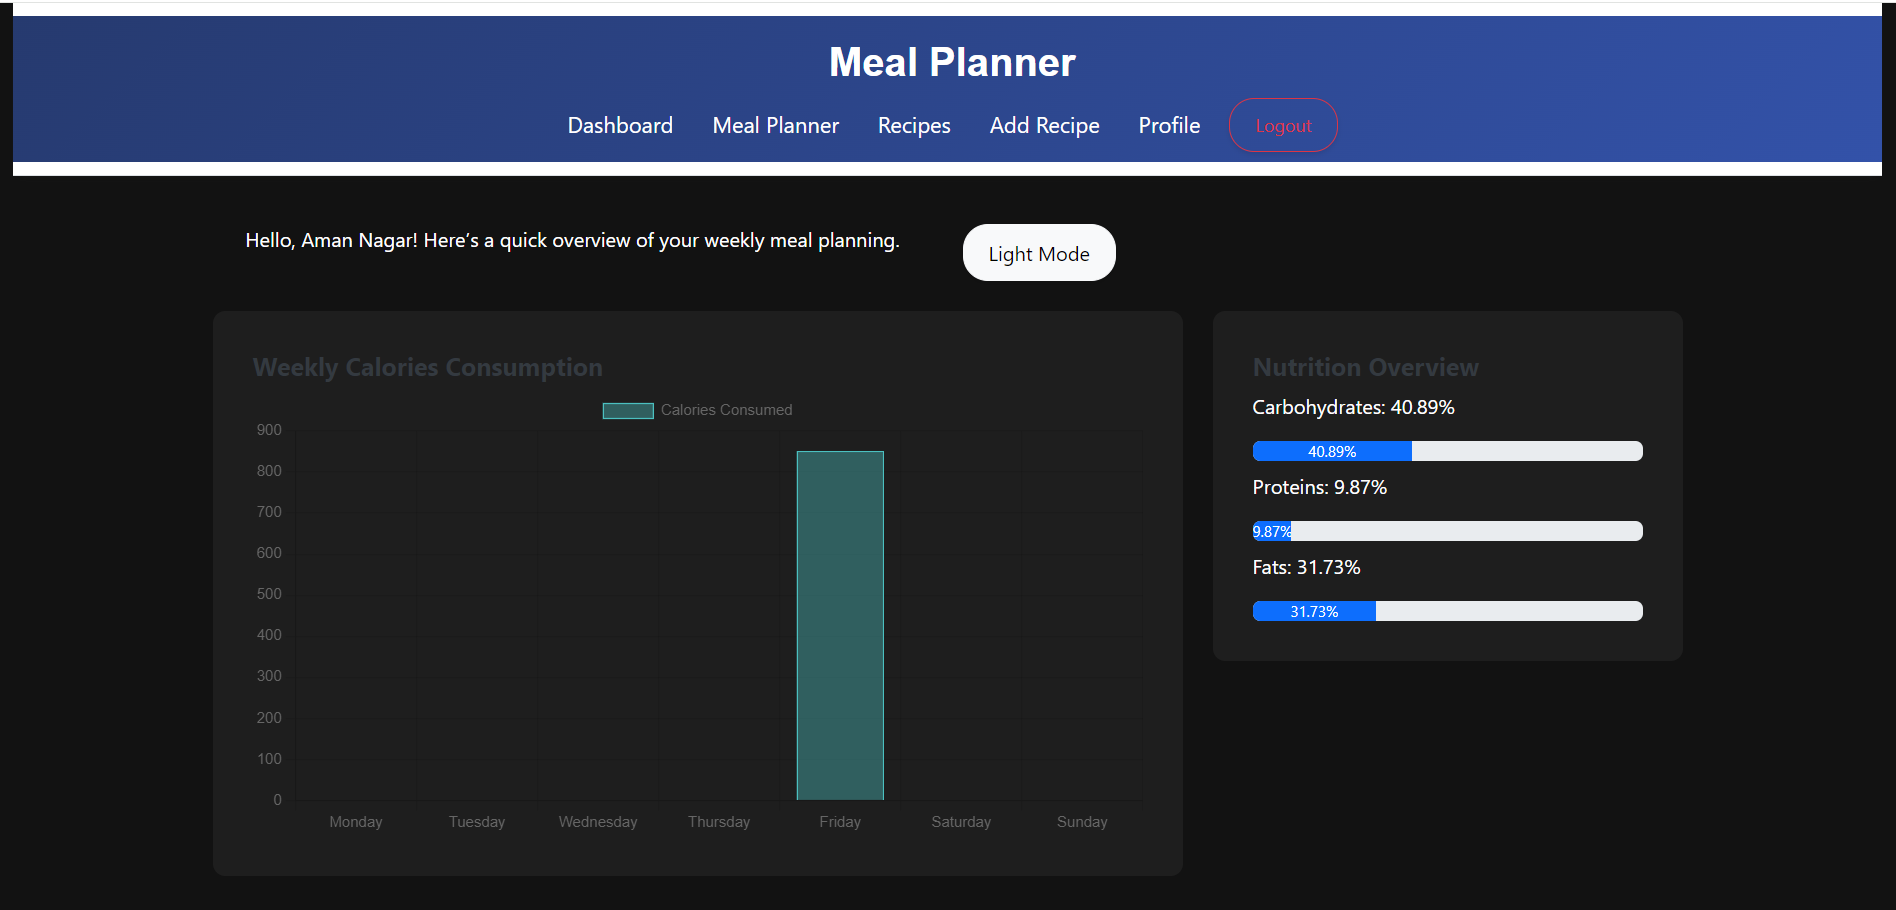 Meal Planner
Dashboard Meal Planner Recipes Add Recipe Profile Logout
Hello, Aman Nagar! Here’s a quick overview of your weekly meal planning.
Light Mode
Weekly Calories Consumption
Calories Consumed
900
800
700
600
500
400
300
200
100
0
Monday Tuesday Wednesday Thursday Friday Saturday Sunday
Nutrition Overview
Carbohydrates: 40.89%
40.89%
Proteins: 9.87%
9.87%
Fats: 31.73%
31.73%